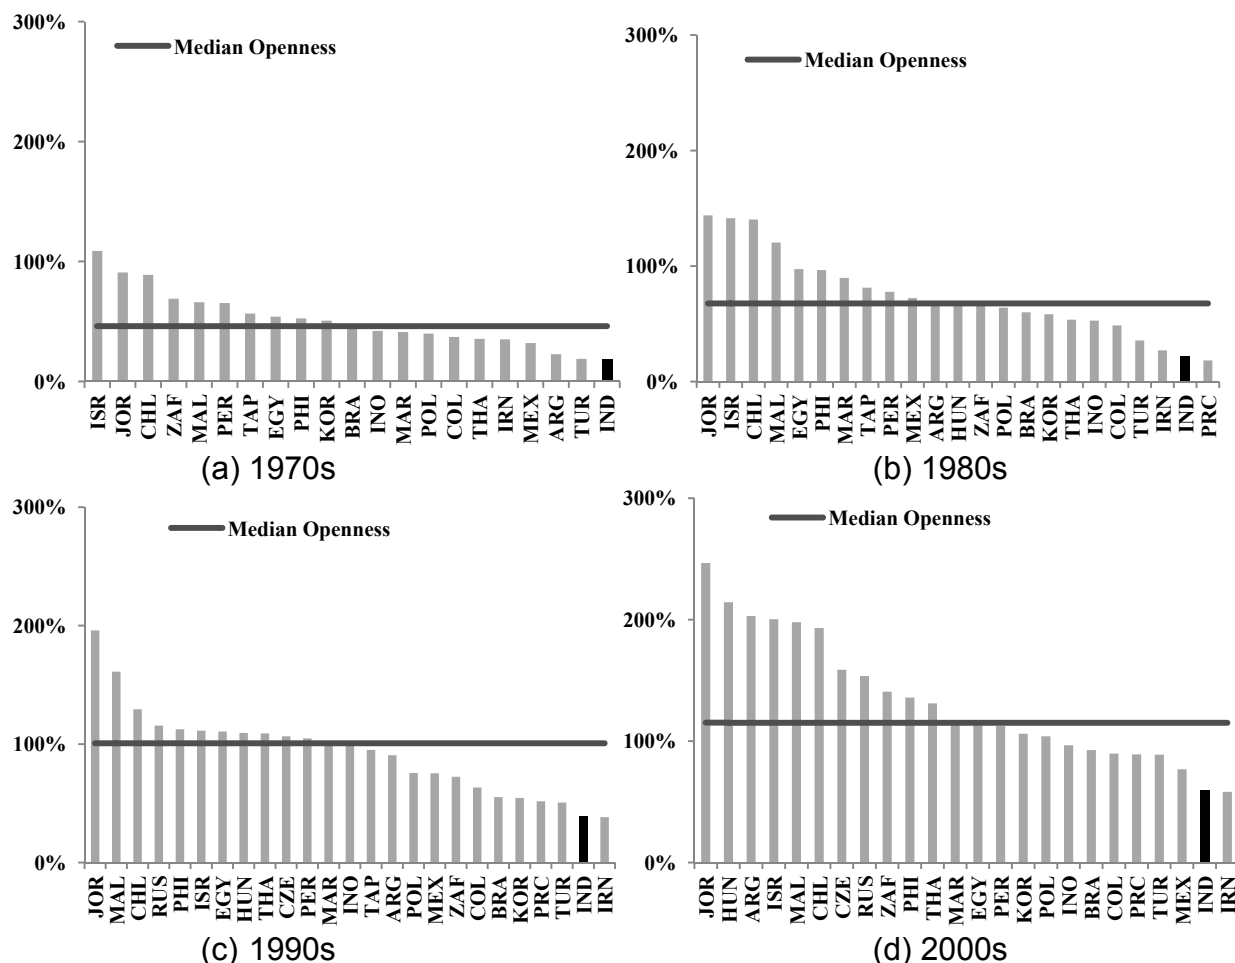 300%
Median Openness
200%
100%
0%
ISR JOR CHL ZAF MAL PER TAP EGY PHI KOR BRA INO MAR POL COL THA IRN MEX ARG TUR IND
(a) 1970s
300%
Median Openness
200%
100%
0%
JOR ISR CHL MAL EGY PHI MAR TAP PER MEX ARG HUN ZAF POL BRA KOR THA INO COL TUR IRN IND PRC
(b) 1980s
300%
Median Openness
200%
100%
0%
JOR MAL CHL RUS PHI ISR EGY HUN THA CZE PER MAR INO TAP ARG POL MEX ZAF COL BRA KOR PRC TUR IND IRN
(c) 1990s
300%
Median Openness
200%
100%
0%
JOR HUN ARG ISR MAL CHL CZE RUS ZAF PHI THA MAR EGY PER KOR POL INO BRA COL PRC TUR MEX IND IRN
(d) 2000s